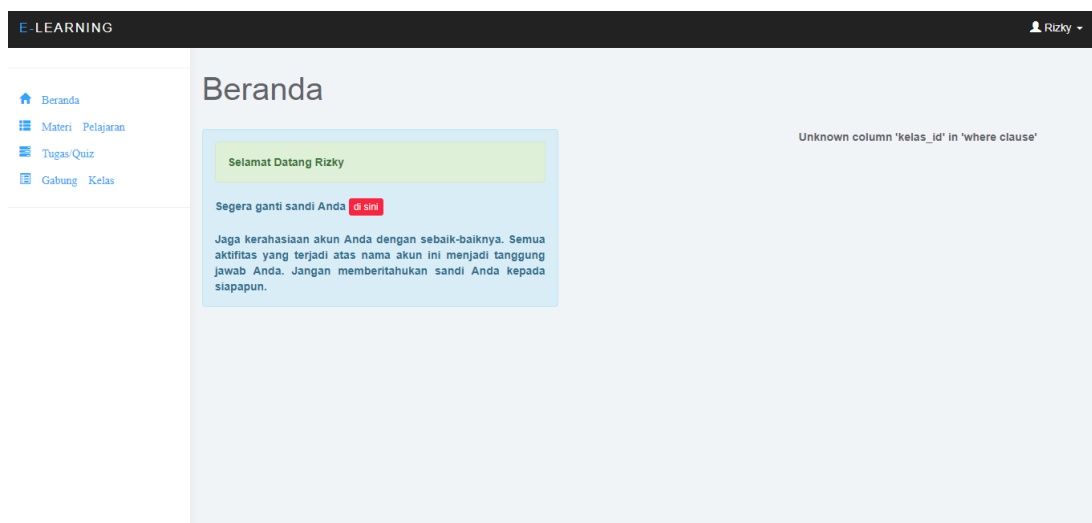 E-LEARNING
Rizky
Beranda
Materi Pelajaran
Tugas/Quiz
Gabung Kelas
Beranda
Selamat Datang Rizky
Segera ganti sandi Anda di sini
Jaga kerahasiaan akun Anda dengan sebaik-baiknya. Semua
aktifitas yang terjadi atas nama akun ini menjadi tanggung
jawab Anda. Jangan memberitahukan sandi Anda kepada
siapapun.
Unknown column 'kelas_id' in 'where clause'